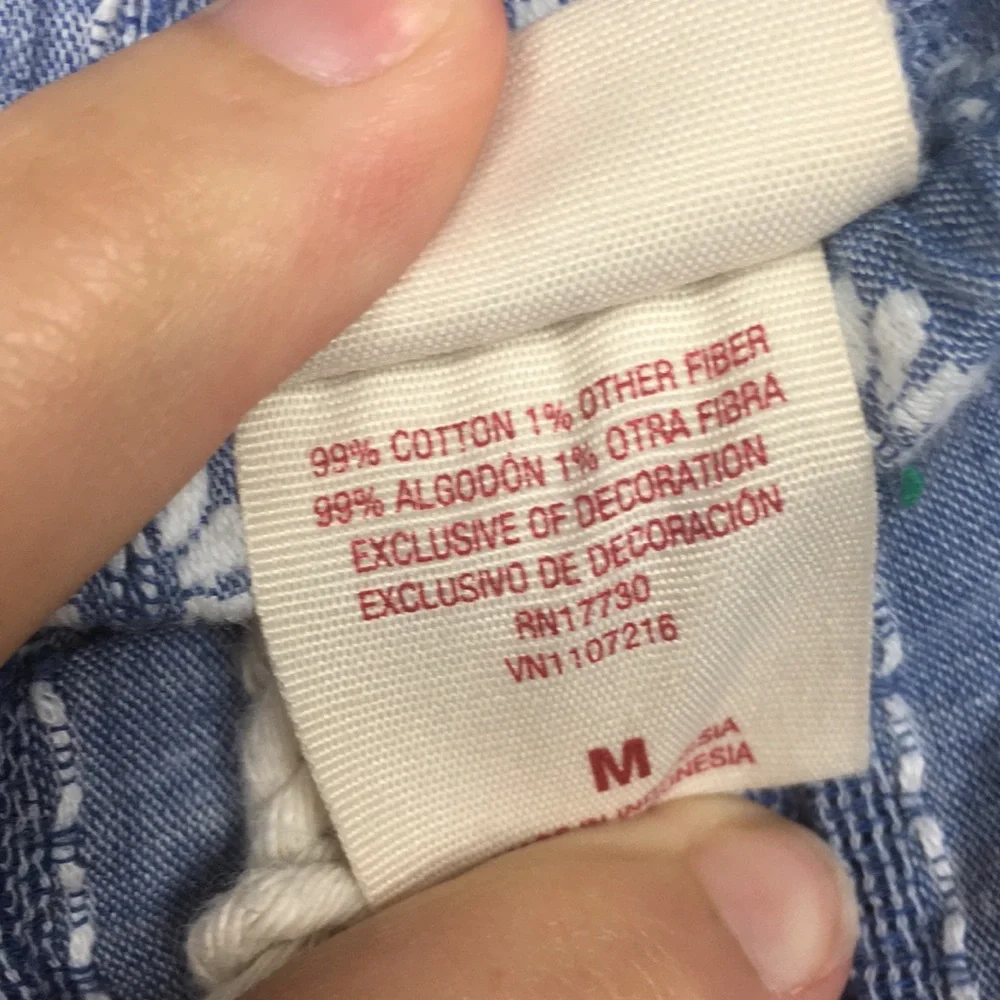 99% COTTON 1% OTHER FIBER
99% ALGODÓN 1% OTRA FIBRA
EXCLUSIVE OF DECORATION
EXCLUSIVO DE DECORACIÓN
RN17730
VN1107216
M